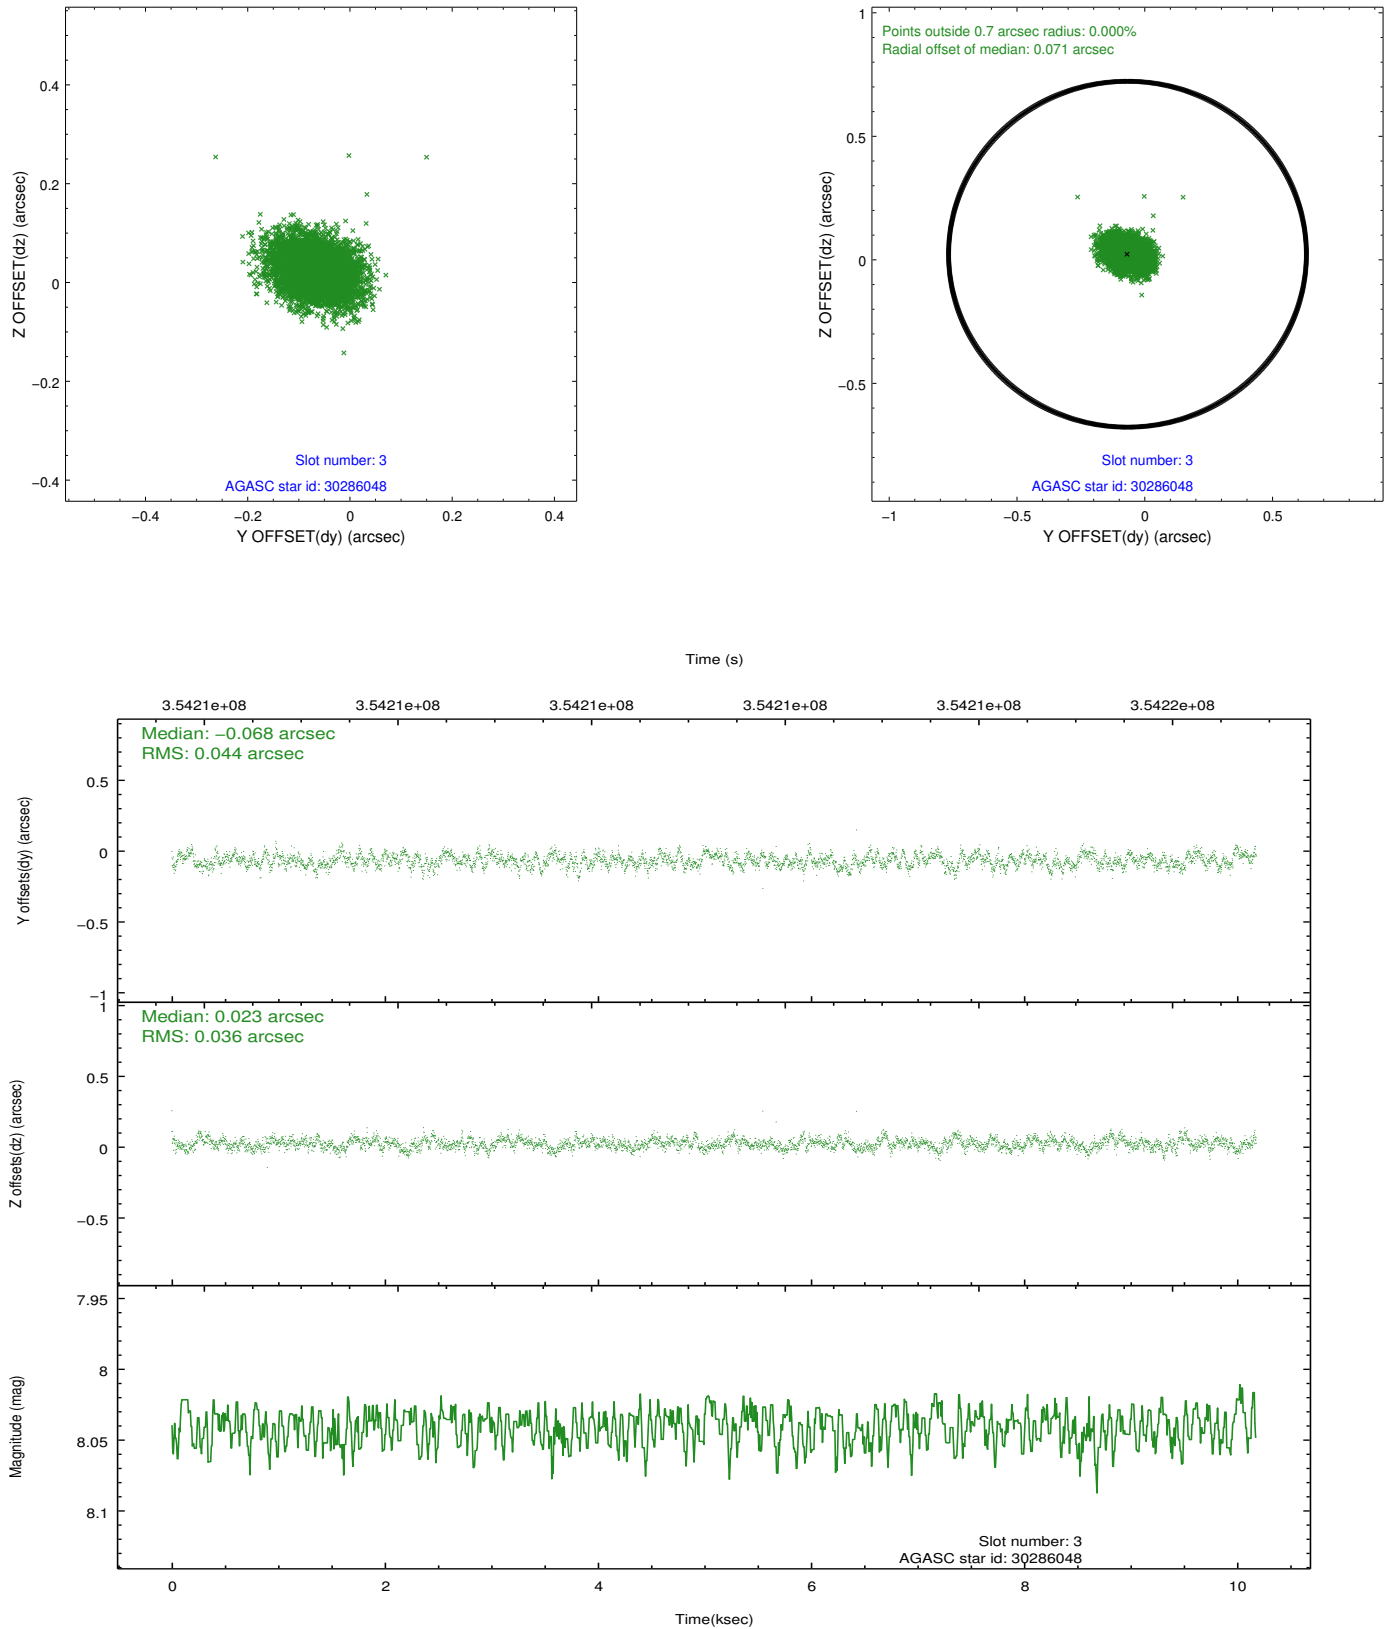 0.4
0.2
0
−0.2
−0.4
Z OFFSET(dz) (arcsec)
Slot number: 3
AGASC star id: 30286048
−0.4
−0.2
0
0.2
0.4
Y OFFSET(dy) (arcsec)
Points outside 0.7 arcsec radius: 0.000%
Radial offset of median: 0.071 arcsec
1
0.5
0
−0.5
Z OFFSET(dz) (arcsec)
Slot number: 3
AGASC star id: 30286048
−1
−0.5
0
0.5
Y OFFSET(dy) (arcsec)
Time (s)
3.5421e+08
3.5421e+08
3.5421e+08
3.5421e+08
3.5421e+08
3.5422e+08
Median: −0.068 arcsec
RMS: 0.044 arcsec
0.5
0
−0.5
−1
Y offsets(dy) (arcsec)
Median: 0.023 arcsec
RMS: 0.036 arcsec
1
0.5
0
−0.5
Z offsets(dz) (arcsec)
7.95
8
8.05
8.1
Magnitude (mag)
Slot number: 3
AGASC star id: 30286048
0
2
4
6
8
10
Time(ksec)